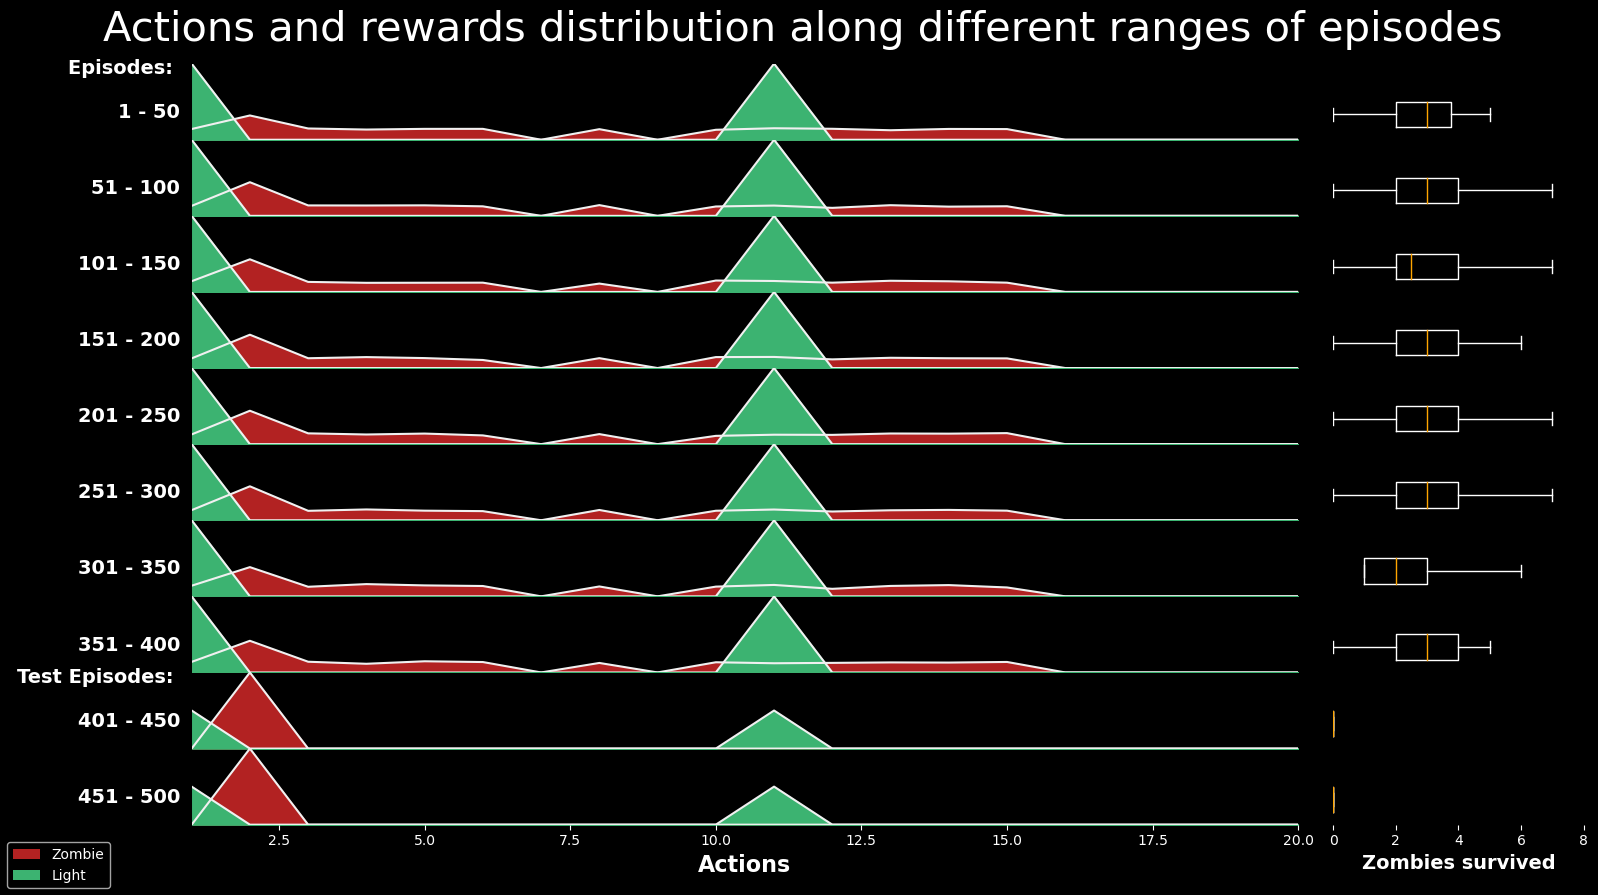 Actions and rewards distribution along different ranges of episodes
Episodes:
1 - 50
51 - 100
101 - 150
151 - 200
201 - 250
251 - 300
301 - 350
351 - 400
Test Episodes:
401 - 450
451 - 500
2.5 5.0 7.5 10.0 12.5 15.0 17.5 20.0
0 2 4 6 8
Actions
Zombies survived
Zombie
Light